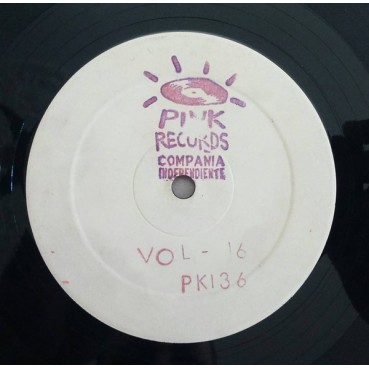 PINK
RECORDS
COMPANIA
INDEPENDIENTE
VOL - 16
PK136